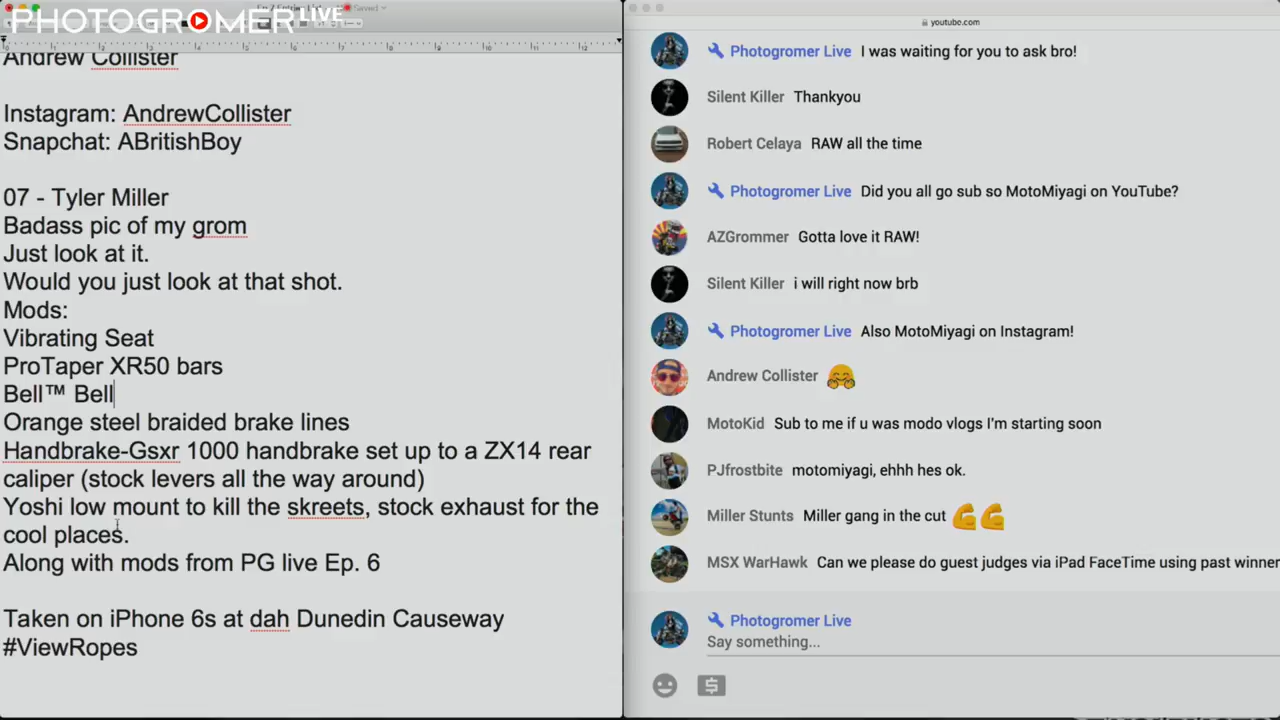 PHOTOGROMER LIVE
Saved
Andrew Collister
Instagram: AndrewCollister
Snapchat: ABritishBoy
07 - Tyler Miller
Badass pic of my grom
Just look at it.
Would you just look at that shot.
Mods:
Vibrating Seat
ProTaper XR50 bars
Bell™ Bell
Orange steel braided brake lines
Handbrake-Gsxr 1000 handbrake set up to a ZX14 rear
caliper (stock levers all the way around)
Yoshi low mount to kill the skreets, stock exhaust for the
cool places.
Along with mods from PG live Ep. 6
Taken on iPhone 6s at dah Dunedin Causeway
#ViewRopes
youtube.com
Photogromer Live I was waiting for you to ask bro!
Silent Killer Thankyou
Robert Celaya RAW all the time
Photogromer Live Did you all go sub so MotoMiyagi on YouTube?
AZGrommer Gotta love it RAW!
Silent Killer i will right now brb
Photogromer Live Also MotoMiyagi on Instagram!
Andrew Collister 🤗
MotoKid Sub to me if u was modo vlogs I'm starting soon
PJfrostbite motomiyagi, ehhh hes ok.
Miller Stunts Miller gang in the cut 💪💪
MSX WarHawk Can we please do guest judges via iPad FaceTime using past winner
Photogromer Live
Say something...